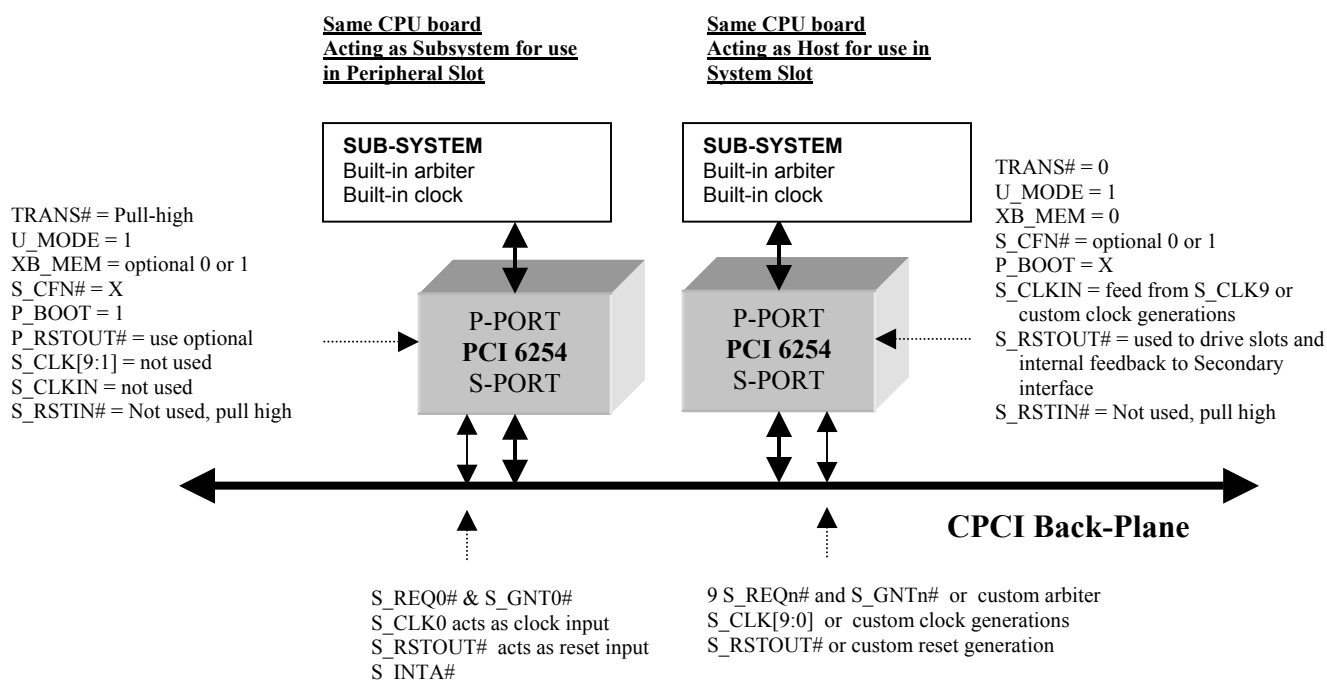 Same CPU board
Acting as Subsystem for use
in Peripheral Slot
Same CPU board
Acting as Host for use in
System Slot
SUB-SYSTEM
Built-in arbiter
Built-in clock
SUB-SYSTEM
Built-in arbiter
Built-in clock
TRANS# = Pull-high
U_MODE = 1
XB_MEM = optional 0 or 1
S_CFN# = X
P_BOOT = 1
P_RSTOUT# = use optional
S_CLK[9:1] = not used
S_CLKIN = not used
S_RSTIN# = Not used, pull high
P-PORT
PCI 6254
S-PORT
P-PORT
PCI 6254
S-PORT
TRANS# = 0
U_MODE = 1
XB_MEM = 0
S_CFN# = optional 0 or 1
P_BOOT = X
S_CLKIN = feed from S_CLK9 or
custom clock generations
S_RSTOUT# = used to drive slots and
internal feedback to Secondary
interface
S_RSTIN# = Not used, pull high
CPCI Back-Plane
S_REQ0# & S_GNT0#
S_CLK0 acts as clock input
S_RSTOUT# acts as reset input
S_INTA#
9 S_REQn# and S_GNTn# or custom arbiter
S_CLK[9:0] or custom clock generations
S_RSTOUT# or custom reset generation